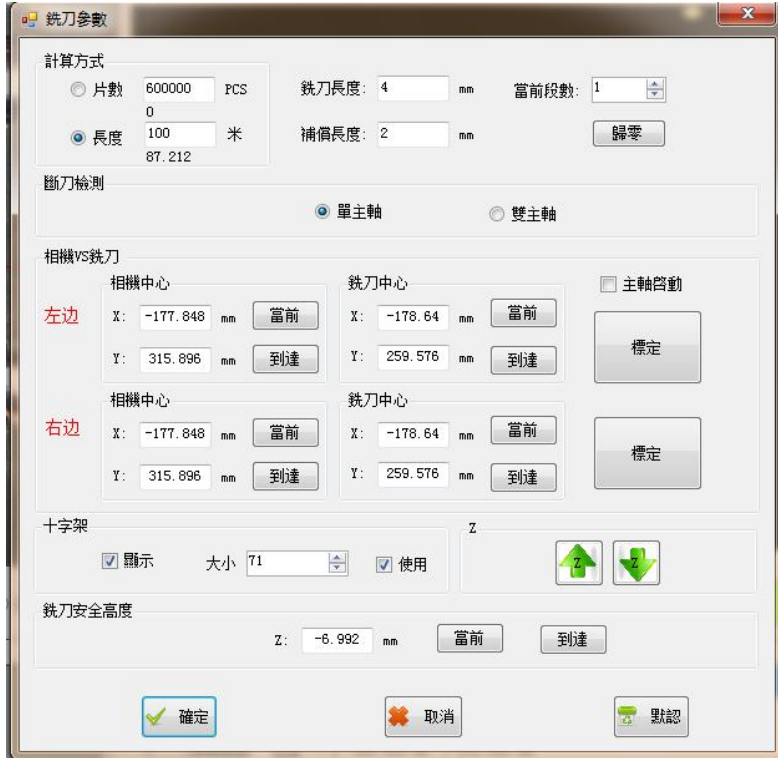 銑刀參數
計算方式
片數 600000 PCS 銑刀長度: 4 mm 當前段數: 1
0
長度 100 米 補償長度: 2 mm 歸零
87.212
斷刀檢測
單主軸 雙主軸
相機VS銑刀
相機中心 銑刀中心 主軸啓動
左边 X: -177.848 mm 當前 X: -178.64 mm 當前 標定
Y: 315.896 mm 到達 Y: 259.576 mm 到達
相機中心 銑刀中心
右边 X: -177.848 mm 當前 X: -178.64 mm 當前 標定
Y: 315.896 mm 到達 Y: 259.576 mm 到達
十字架 Z
顯示 大小 71 使用 Z Z
銑刀安全高度
Z: -6.992 mm 當前 到達
確定 取消 默認